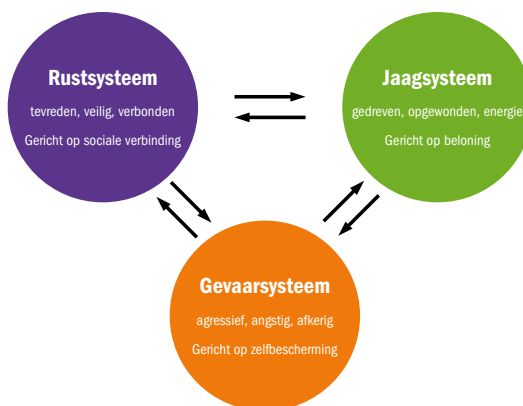 Rustsysteem
tevreden, veilig, verbonden
Gericht op sociale verbinding
Jaagsysteem
gedreven, opgewonden, energie
Gericht op beloning
Gevaarsysteem
agressief, angstig, afkerig
Gericht op zelfbescherming